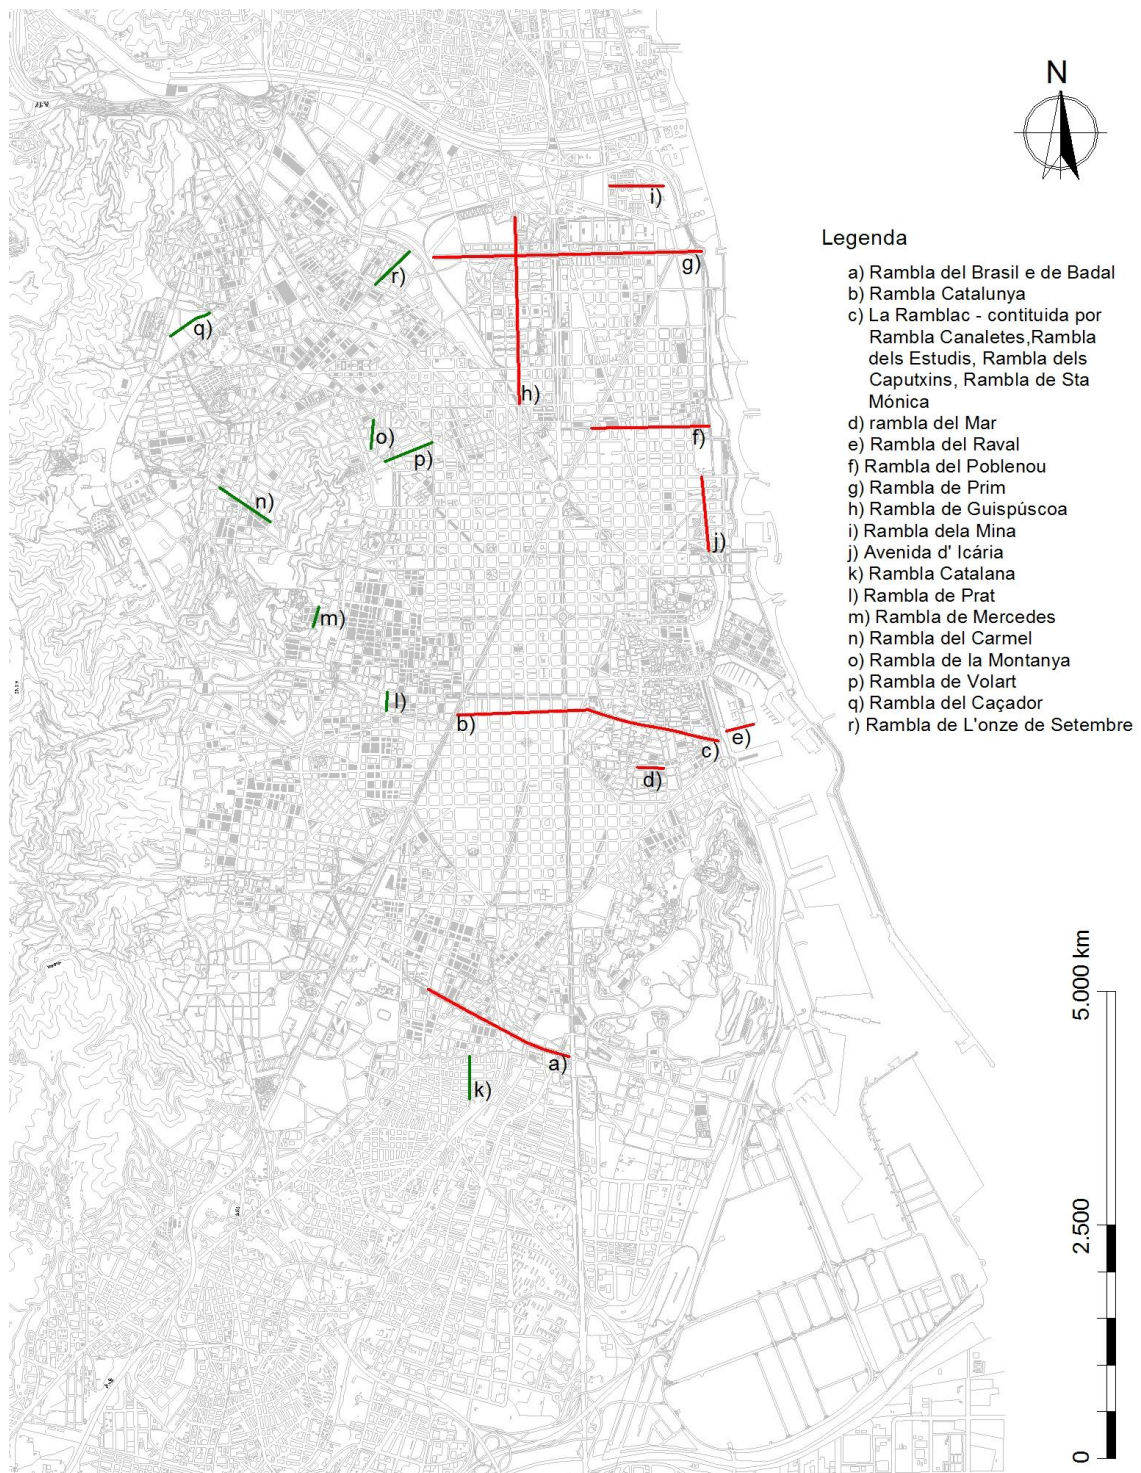 N
i)
Legenda
g)
r)
a) Rambla del Brasil e de Badal
b) Rambla Catalunya
c) La Ramblac - contituida por
Rambla Canaletes,Rambla
dels Estudis, Rambla dels
Caputxins, Rambla de Sta
Mónica
d) rambla del Mar
e) Rambla del Raval
f) Rambla del Poblenou
g) Rambla de Prim
h) Rambla de Guispúscoa
i) Rambla dela Mina
j) Avenida d' Icária
k) Rambla Catalana
l) Rambla de Prat
m) Rambla de Mercedes
n) Rambla del Carmel
o) Rambla de la Montanya
p) Rambla de Volart
q) Rambla del Caçador
r) Rambla de L'onze de Setembre
q)
h)
o)
f)
p)
n)
j)
m)
l)
b)
e)
c)
d)
a)
k)
5.000 km
2.500
0